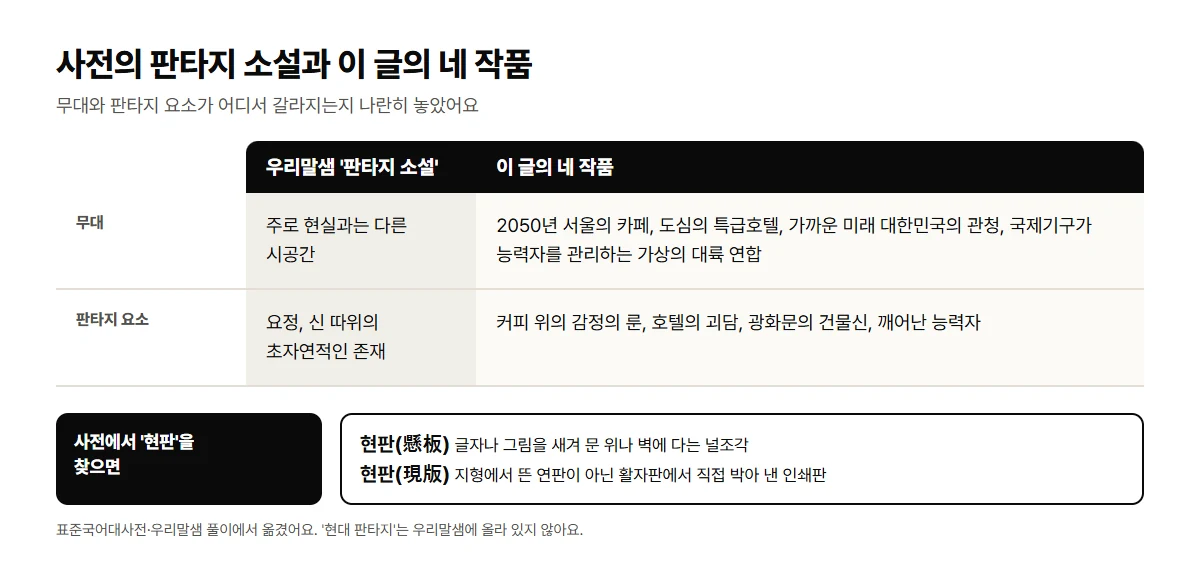 사전의 판타지 소설과 이 글의 네 작품
무대와 판타지 요소가 어디서 갈라지는지 나란히 놓았어요
우리말샘 '판타지 소설'
이 글의 네 작품
무대
주로 현실과는 다른
시공간
2050년 서울의 카페, 도심의 특급호텔, 가까운 미래 대한민국의 관청, 국제기구가
능력자를 관리하는 가상의 대륙 연합
판타지 요소
요정, 신 따위의
초자연적인 존재
커피 위의 감정의 룬, 호텔의 괴담, 광화문의 건물신, 깨어난 능력자
사전에서 '현판'을
찾으면
현판(懸板) 글자나 그림을 새겨 문 위나 벽에 다는 널조각
현판(現版) 지형에서 뜬 연판이 아닌 활자판에서 직접 박아 낸 인쇄판
표준국어대사전·우리말샘 풀이에서 옮겼어요. '현대 판타지'는 우리말샘에 올라 있지 않아요.